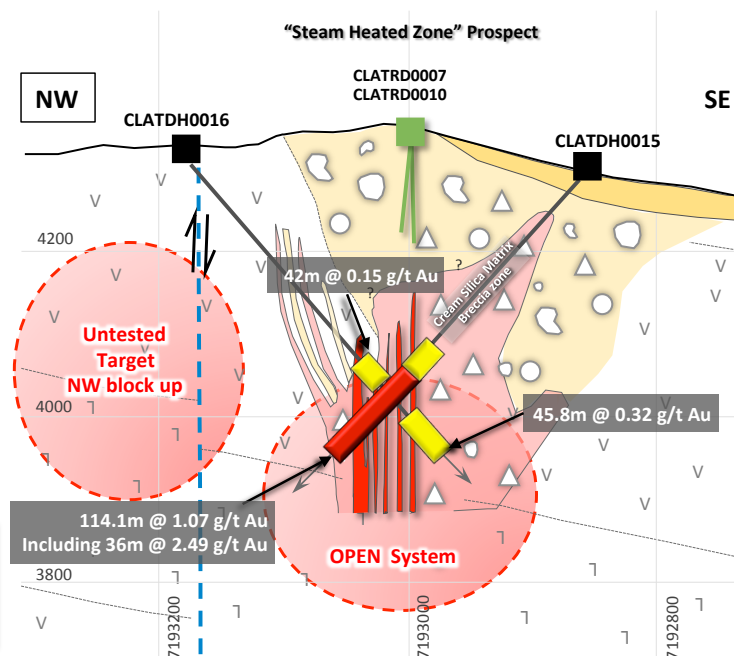 “Steam Heated Zone” Prospect
NW
CLATRD0007
CLATRD0010
SE
CLATDH0016
CLATDH0015
4200
42m @ 0.15 g/t Au
?
?
Cream Silica Matrix
Breccia zone
Untested
Target
NW block up
4000
45.8m @ 0.32 g/t Au
114.1m @ 1.07 g/t Au
Including 36m @ 2.49 g/t Au
OPEN System
3800
7193200
7193000
7192800